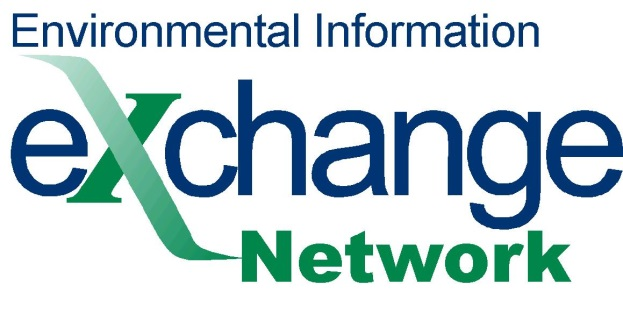 Environmental Information
eXchange
Network